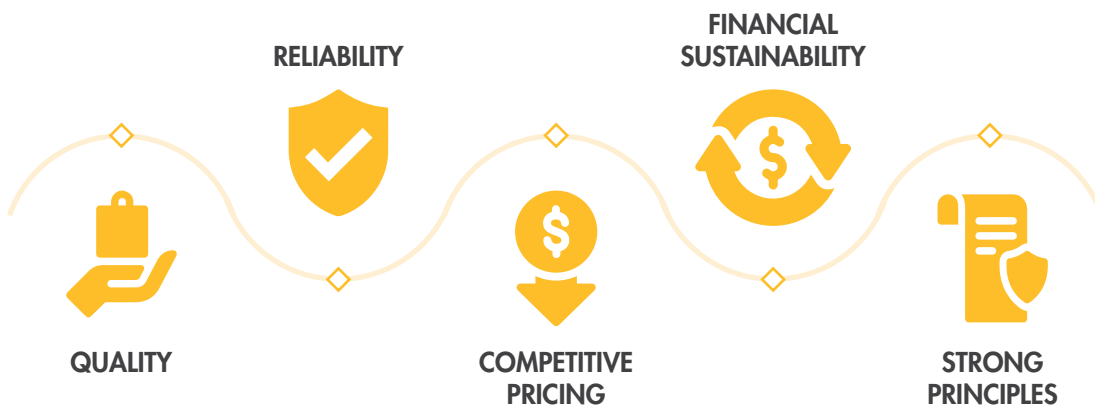 QUALITY
RELIABILITY
COMPETITIVE
PRICING
FINANCIAL
SUSTAINABILITY
STRONG
PRINCIPLES